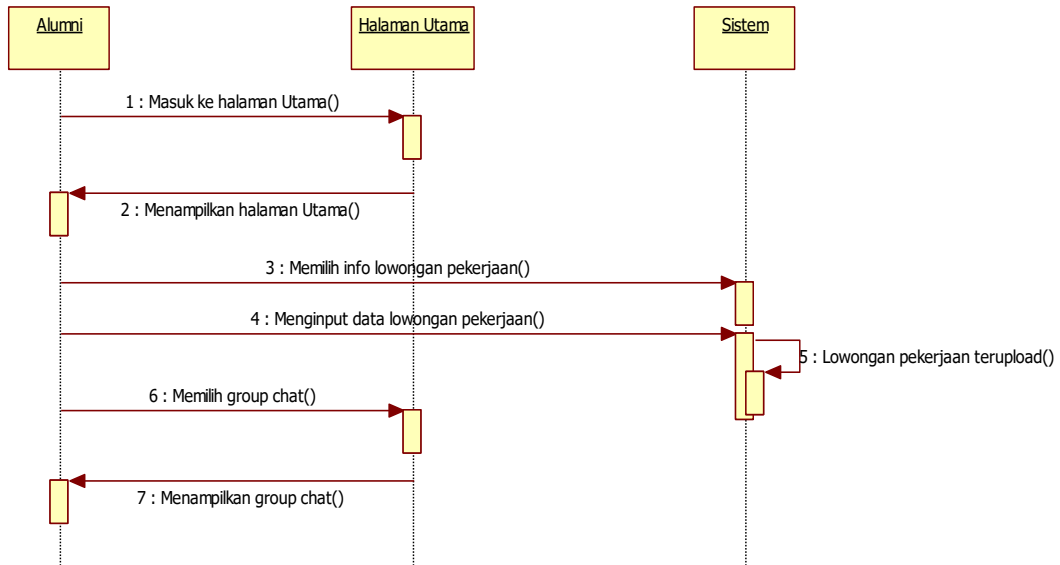 Alumni
Halaman Utama
Sistem
1 : Masuk ke halaman Utama()
2 : Menampilkan halaman Utama()
3 : Memilih info lowongan pekerjaan()
4 : Menginput data lowongan pekerjaan()
5 : Lowongan pekerjaan terupload()
6 : Memilih group chat()
7 : Menampilkan group chat()